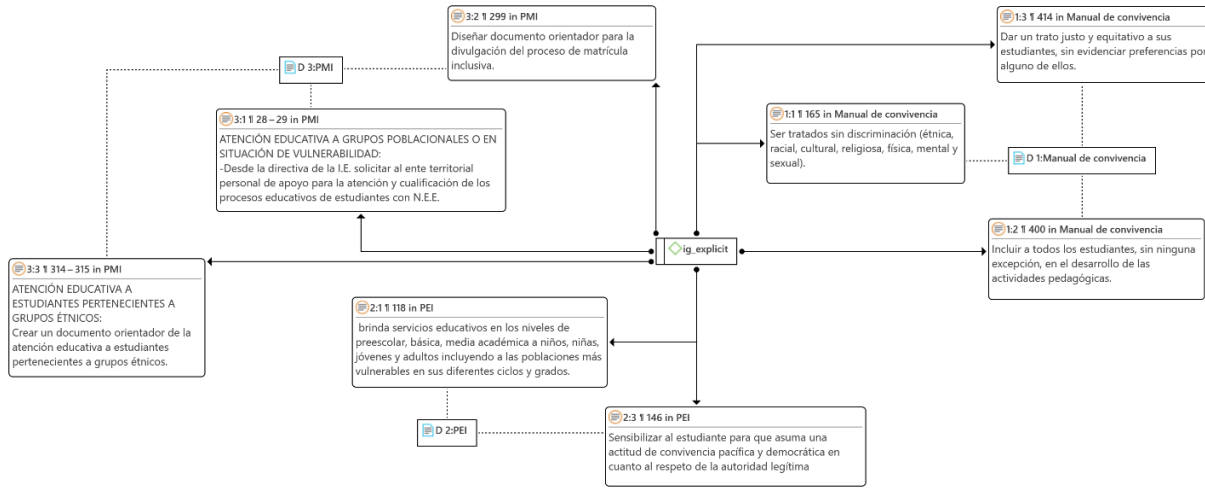 3:2 ¶ 299 in PMI
Diseñar documento orientador para la
divulgación del proceso de matrícula
inclusiva.
1:3 ¶ 414 in Manual de convivencia
Dar un trato justo y equitativo a sus
estudiantes, sin evidenciar preferencias por
alguno de ellos.
D 3:PMI
3:1 ¶ 28 – 29 in PMI
ATENCIÓN EDUCATIVA A GRUPOS POBLACIONALES O EN
SITUACIÓN DE VULNERABILIDAD:
-Desde la directiva de la I.E. solicitar al ente territorial
personal de apoyo para la atención y cualificación de los
procesos educativos de estudiantes con N.E.E.
1:1 ¶ 165 in Manual de convivencia
Ser tratados sin discriminación (étnica,
racial, cultural, religiosa, física, mental y
sexual).
D 1:Manual de convivencia
1:2 ¶ 400 in Manual de convivencia
Incluir a todos los estudiantes, sin ninguna
excepción, en el desarrollo de las
actividades pedagógicas.
ig_explicit
3:3 ¶ 314 – 315 in PMI
ATENCIÓN EDUCATIVA A
ESTUDIANTES PERTENECIENTES A
GRUPOS ÉTNICOS:
Crear un documento orientador de la
atención educativa a estudiantes
pertenecientes a grupos étnicos.
2:1 ¶ 118 in PEI
brinda servicios educativos en los niveles de
preescolar, básica, media académica a niños, niñas,
jóvenes y adultos incluyendo a las poblaciones más
vulnerables en sus diferentes ciclos y grados.
D 2:PEI
2:3 ¶ 146 in PEI
Sensibilizar al estudiante para que asuma una
actitud de convivencia pacífica y democrática en
cuanto al respeto de la autoridad legítima